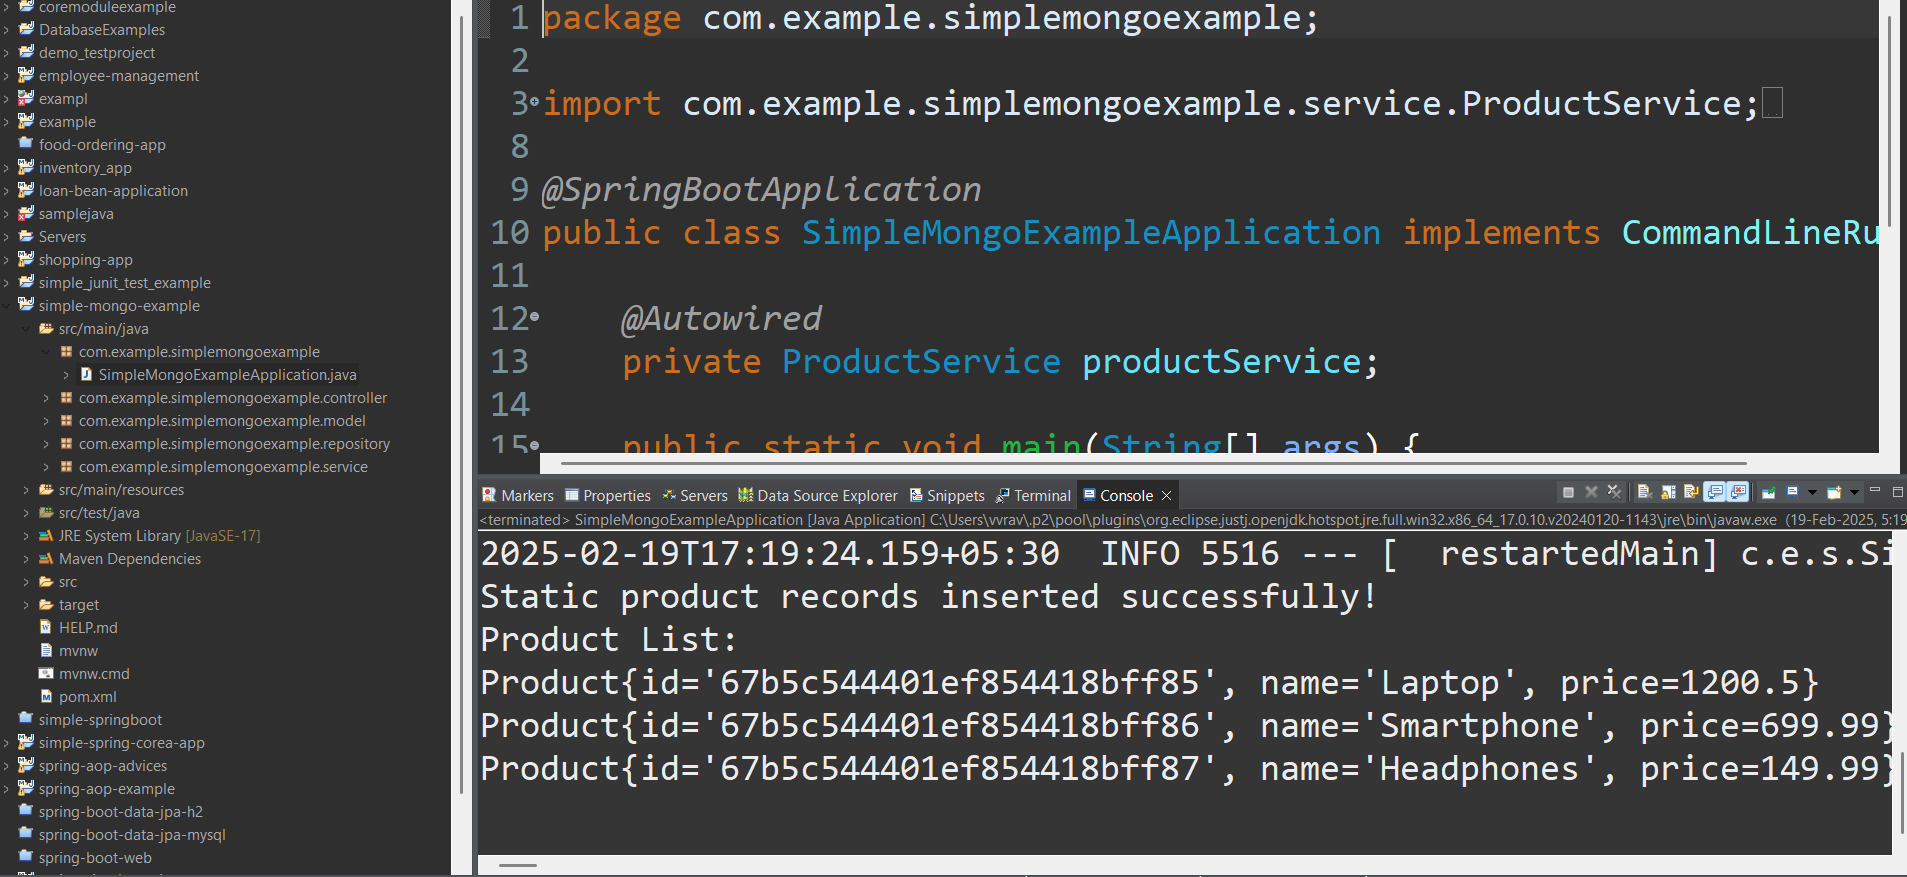 coremoduleexample
DatabaseExamples
demo_testproject
employee-management
exampl
example
food-ordering-app
inventory_app
loan-bean-application
samplejava
Servers
shopping-app
simple_junit_test_example
simple-mongo-example
src/main/java
com.example.simplemongoexample
SimpleMongoExampleApplication.java
com.example.simplemongoexample.controller
com.example.simplemongoexample.model
com.example.simplemongoexample.repository
com.example.simplemongoexample.service
src/main/resources
src/test/java
JRE System Library [JavaSE-17]
Maven Dependencies
src
target
HELP.md
mvnw
mvnw.cmd
pom.xml
simple-springboot
simple-spring-corea-app
spring-aop-advices
spring-aop-example
spring-boot-data-jpa-h2
spring-boot-data-jpa-mysql
spring-boot-web
1 package com.example.simplemongoexample;
2
3 import com.example.simplemongoexample.service.ProductService;
8
9 @SpringBootApplication
10 public class SimpleMongoExampleApplication implements CommandLineRu
11
12 @Autowired
13 private ProductService productService;
14
15 public static void main(String[] args) {
Markers Properties Servers Data Source Explorer Snippets Terminal Console
<terminated> SimpleMongoExampleApplication [Java Application] C:\Users\vvrav\.p2\pool\plugins\org.eclipse.justj.openjdk.hotspot.jre.full.win32.x86_64_17.0.10.v20240120-1143\jre\bin\javaw.exe (19-Feb-2025, 5:19
2025-02-19T17:19:24.159+05:30 INFO 5516 --- [ restartedMain] c.e.s.Si
Static product records inserted successfully!
Product List:
Product{id='67b5c544401ef854418bff85', name='Laptop', price=1200.5}
Product{id='67b5c544401ef854418bff86', name='Smartphone', price=699.99}
Product{id='67b5c544401ef854418bff87', name='Headphones', price=149.99}